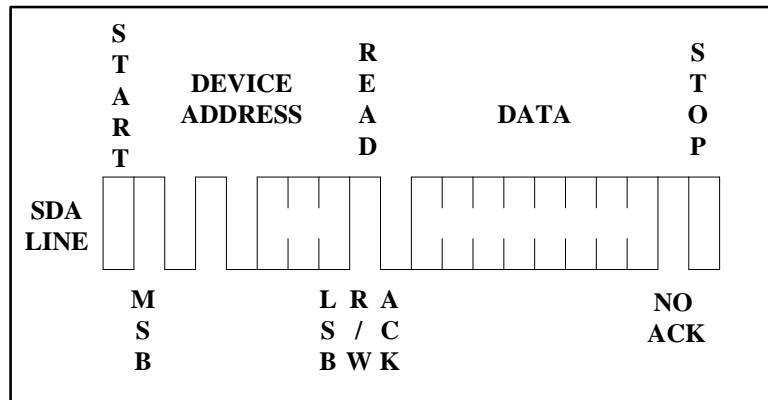 START
DEVICE
ADDRESS
READ
DATA
STOP
SDA
LINE
MSB
LSB
R/W
ACK
NO
ACK